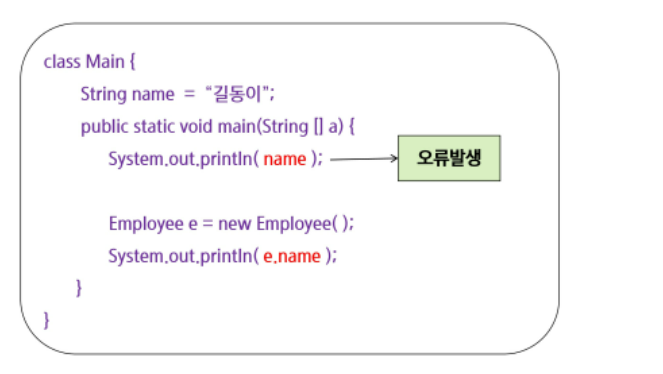 class Main {
String name = “길동이”;
public static void main(String [] a) {
System.out.println( name ); 오류발생
Employee e = new Employee( );
System.out.println( e.name );
}
}